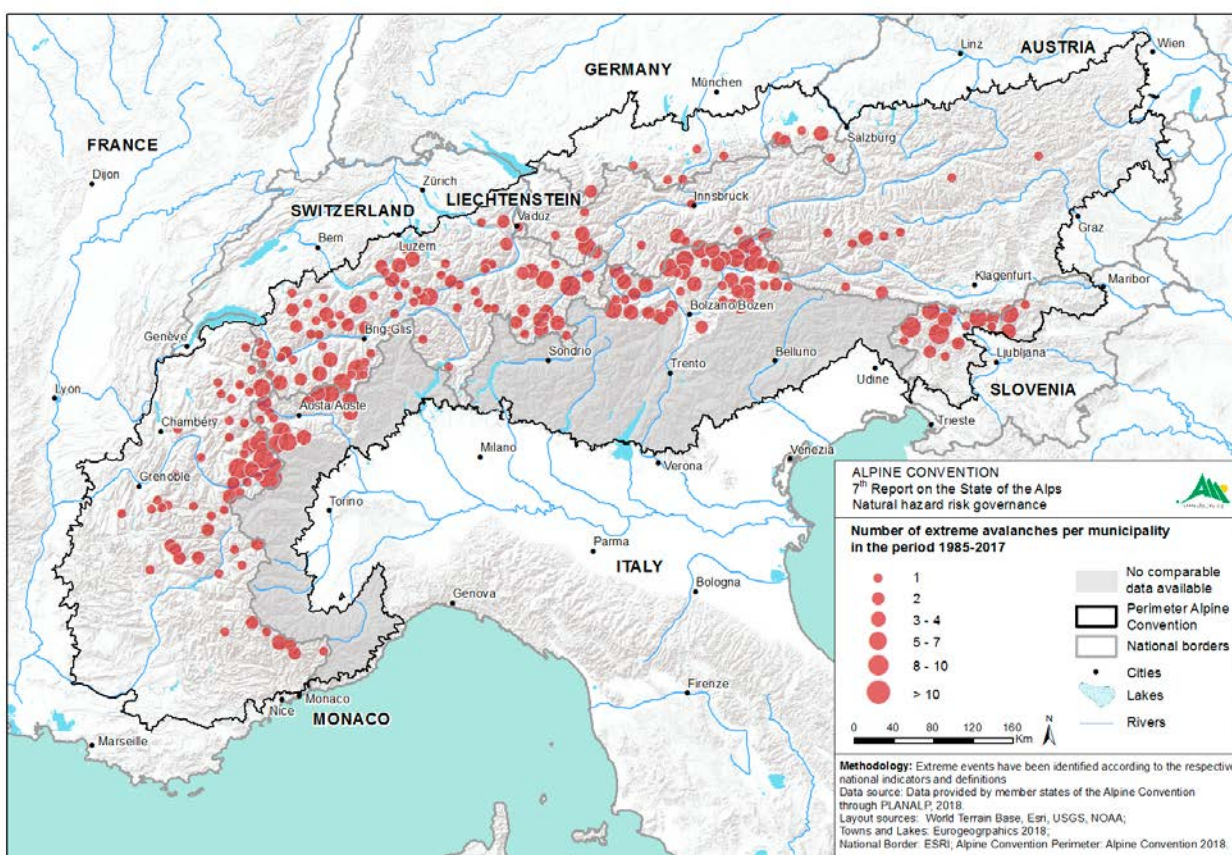 Linz
AUSTRIA
Wien
GERMANY
München
FRANCE
Salzburg
Dijon
Zürich
LIECHTENSTEIN
Innsbruck
SWITZERLAND
Vaduz
Graz
Bern
Luzern
Klagenfurt
Maribor
Bolzano/Bozen
Genève
Brig-Glis
Sondrio
Ljubljana
Trento
Belluno
Udine
SLOVENIA
Lyon
Aosta/Aoste
Chambéry
Trieste
Milano
Verona
Venezia
Grenoble
Torino
Parma
ITALY
Bologna
Genova
Firenze
Monaco
Nice
MONACO
Marseille
ALPINE CONVENTION
7th Report on the State of the Alps
Natural hazard risk governance
Number of extreme avalanches per municipality
in the period 1985-2017
1
2
3 - 4
5 - 7
8 - 10
> 10
No comparable
data available
Perimeter Alpine
Convention
National borders
Cities
Lakes
Rivers
0 40 80 120 160
Km
N
Methodology: Extreme events have been identified according to the respective
national indicators and definitions
Data source: Data provided by member states of the Alpine Convention
through PLANALP, 2018.
Layout sources: World Terrain Base, Esri, USGS, NOAA;
Towns and Lakes: Eurogeogrpahics 2018;
National Border: ESRI; Alpine Convention Perimeter: Alpine Convention 2018.